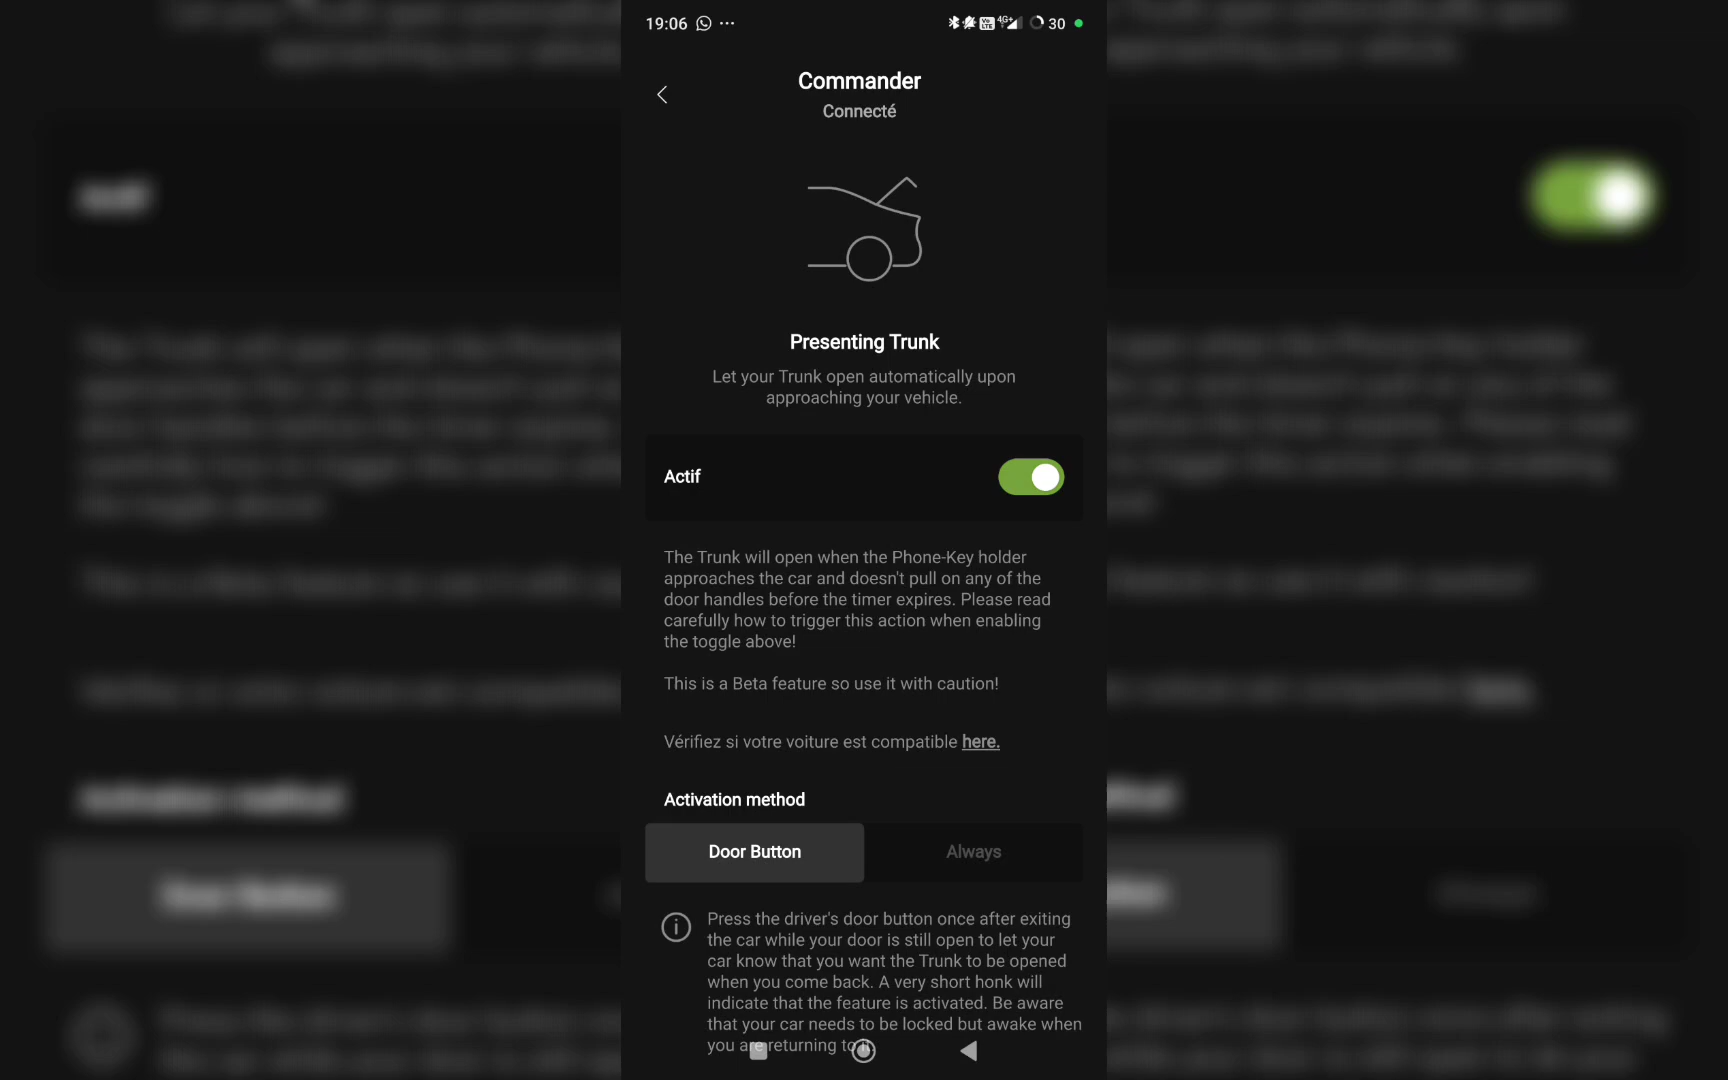 19:06
4G+ Vo LTE 30
Commander
Connecté
Presenting Trunk
Let your Trunk open automatically upon
approaching your vehicle.
Actif
The Trunk will open when the Phone-Key holder
approaches the car and doesn't pull on any of the
door handles before the timer expires. Please read
carefully how to trigger this action when enabling
the toggle above!
This is a Beta feature so use it with caution!
Vérifiez si votre voiture est compatible here.
Activation method
Door Button
Always
Press the driver's door button once after exiting
the car while your door is still open to let your
car know that you want the Trunk to be opened
when you come back. A very short honk will
indicate that the feature is activated. Be aware
that your car needs to be locked but awake when
you are returning to it.